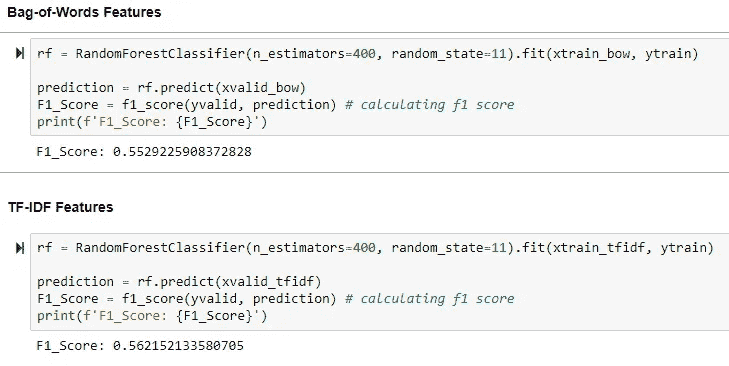 Bag-of-Words Features
rf = RandomForestClassifier(n_estimators=400, random_state=11).fit(xtrain_bow, ytrain)
prediction = rf.predict(xvalid_bow)
F1_Score = f1_score(yvalid, prediction) # calculating f1 score
print(f'F1_Score: {F1_Score}')
F1_Score: 0.5529225908372828
TF-IDF Features
rf = RandomForestClassifier(n_estimators=400, random_state=11).fit(xtrain_tfidf, ytrain)
prediction = rf.predict(xvalid_tfidf)
F1_Score = f1_score(yvalid, prediction) # calculating f1 score
print(f'F1_Score: {F1_Score}')
F1_Score: 0.562152133580705